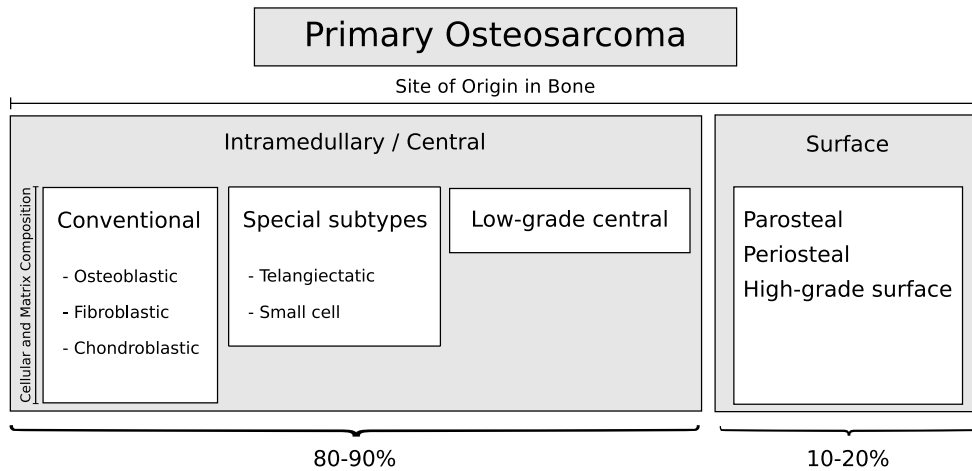 Primary Osteosarcoma
Site of Origin in Bone
Intramedullary / Central
Cellular and Matrix Composition
Conventional
- Osteoblastic
- Fibroblastic
- Chondroblastic
Special subtypes
- Telangiectatic
- Small cell
Low-grade central
80-90%
Surface
Parosteal
Periosteal
High-grade surface
10-20%